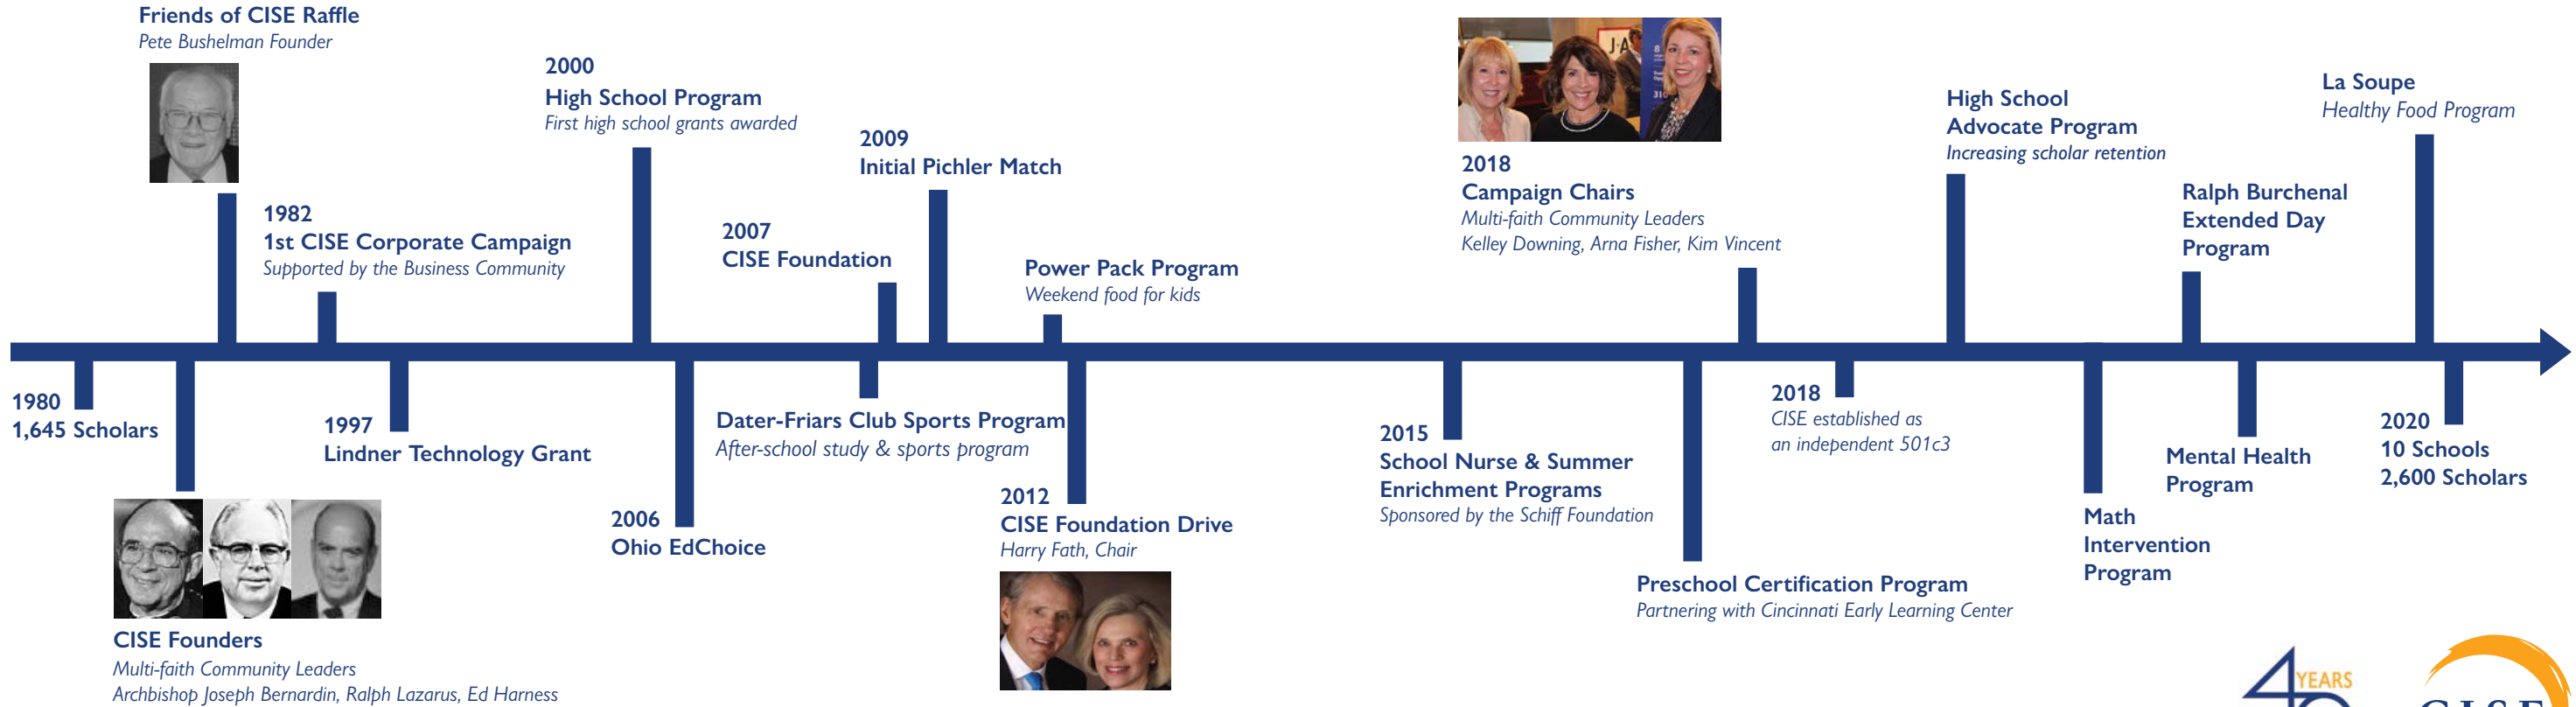 Friends of CISE Raffle
Pete Bushelman Founder
1982
1st CISE Corporate Campaign
Supported by the Business Community
2000
High School Program
First high school grants awarded
2007
CISE Foundation
2009
Initial Pichler Match
Power Pack Program
Weekend food for kids
J·A
8
310
2018
Campaign Chairs
Multi-faith Community Leaders
Kelley Downing, Arna Fisher, Kim Vincent
High School
Advocate Program
Increasing scholar retention
Ralph Burchenal
Extended Day
Program
La Soupe
Healthy Food Program
1980
1,645 Scholars
CISE Founders
Multi-faith Community Leaders
Archbishop Joseph Bernardin, Ralph Lazarus, Ed Harness
1997
Lindner Technology Grant
2006
Ohio EdChoice
Dater-Friars Club Sports Program
After-school study & sports program
2012
CISE Foundation Drive
Harry Fath, Chair
2015
School Nurse & Summer
Enrichment Programs
Sponsored by the Schiff Foundation
Preschool Certification Program
Partnering with Cincinnati Early Learning Center
2018
CISE established as
an independent 501c3
Math
Intervention
Program
Mental Health
Program
2020
10 Schools
2,600 Scholars
40 YEARS
CISE